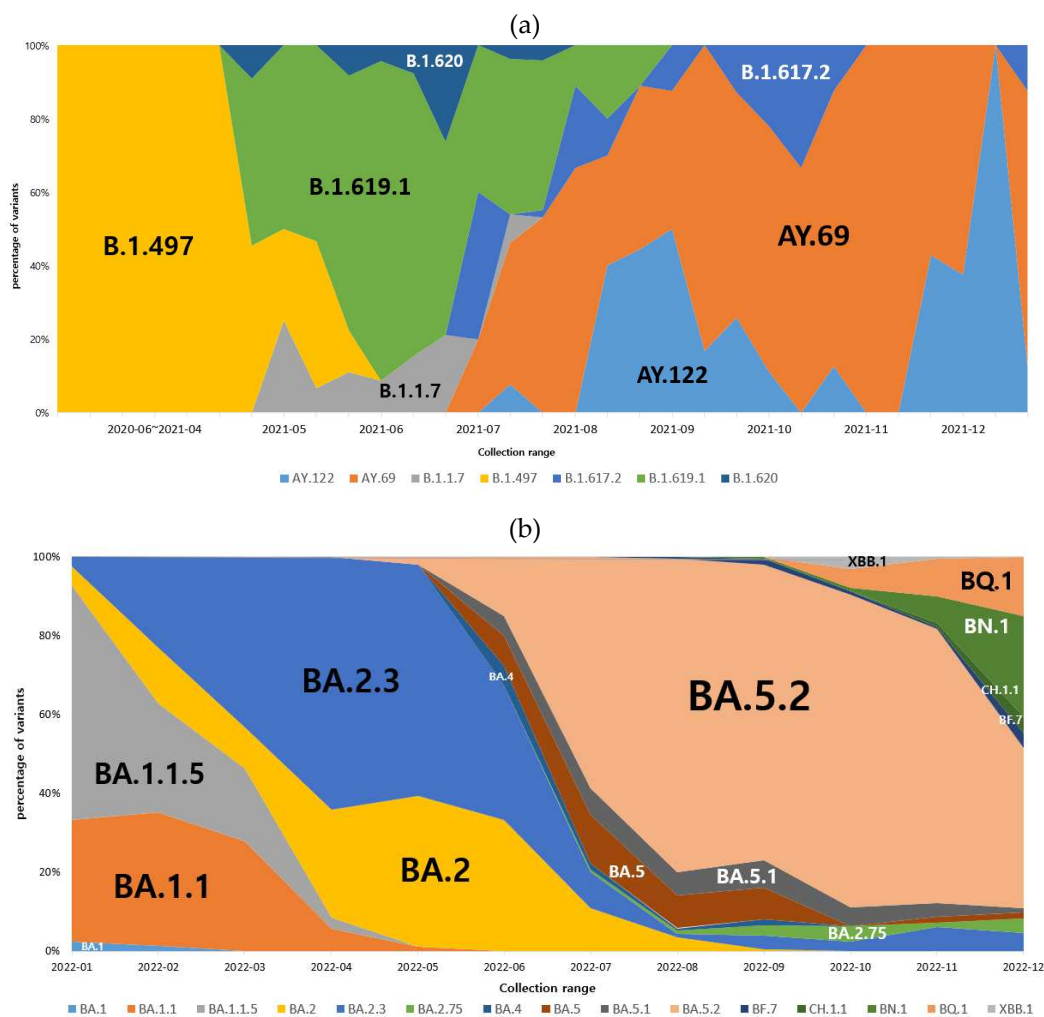 (a)
100%
80%
60%
40%
20%
0%
percentage of variants
B.1.620
B.1.617.2
B.1.619.1
B.1.497
AY.69
AY.122
B.1.1.7
2020-06~2021-04 2021-05 2021-06 2021-07 2021-08 2021-09 2021-10 2021-11 2021-12
Collection range
AY.122 AY.69 B.1.1.7 B.1.497 B.1.617.2 B.1.619.1 B.1.620
(b)
100%
80%
60%
40%
20%
0%
percentage of variants
XBB.1
BQ.1
BN.1
BA.2.3
BA.4
BA.5.2
CH.1.1
BF.7
BA.1.1.5
BA.1.1
BA.2
BA.5
BA.5.1
BA.2.75
BA.1
2022-01 2022-02 2022-03 2022-04 2022-05 2022-06 2022-07 2022-08 2022-09 2022-10 2022-11 2022-12
Collection range
BA.1 BA.1.1 BA.1.1.5 BA.2 BA.2.3 BA.2.75 BA.4 BA.5 BA.5.1 BA.5.2 BF.7 CH.1.1 BN.1 BQ.1 XBB.1